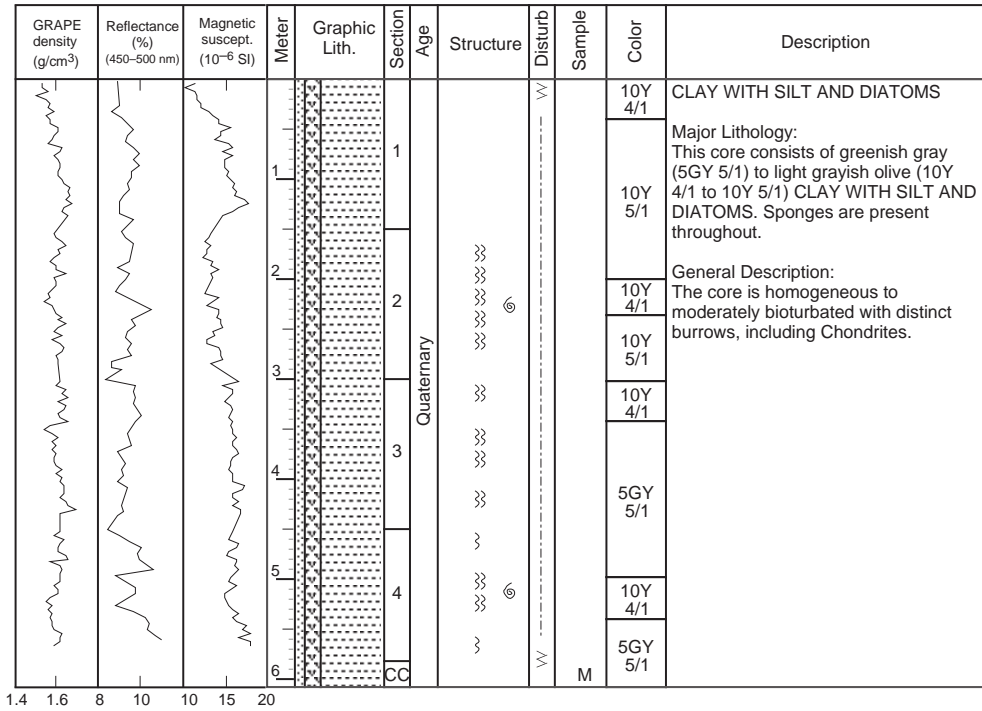 GRAPE
density
(g/cm3)
Reflectance
(%)
(450–500 nm)
Magnetic
suscept.
(10–6 SI)
Meter
Graphic
Lith.
Section
Age
Structure
Disturb
Sample
Color
Description
1
2
3
4
5
6
1
2
3
4
CC
Quaternary
M
10Y
4/1
10Y
5/1
10Y
4/1
10Y
5/1
10Y
4/1
5GY
5/1
10Y
4/1
5GY
5/1
CLAY WITH SILT AND DIATOMS
Major Lithology:
This core consists of greenish gray
(5GY 5/1) to light grayish olive (10Y
4/1 to 10Y 5/1) CLAY WITH SILT AND
DIATOMS. Sponges are present
throughout.
General Description:
The core is homogeneous to
moderately bioturbated with distinct
burrows, including Chondrites.
1.4 1.6 8 10 10 15 20